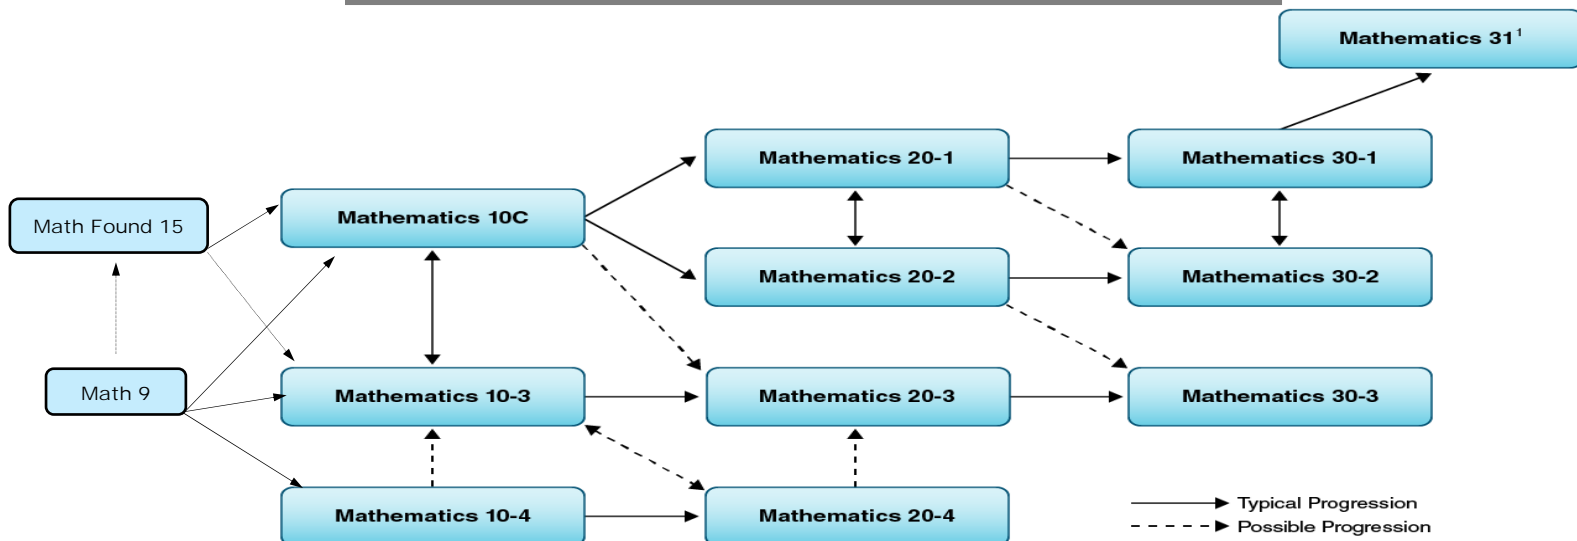 Mathematics 31¹
Mathematics 20-1
Mathematics 30-1
Math Found 15
Mathematics 10C
Mathematics 20-2
Mathematics 30-2
Math 9
Mathematics 10-3
Mathematics 20-3
Mathematics 30-3
Mathematics 10-4
Mathematics 20-4
Typical Progression
Possible Progression